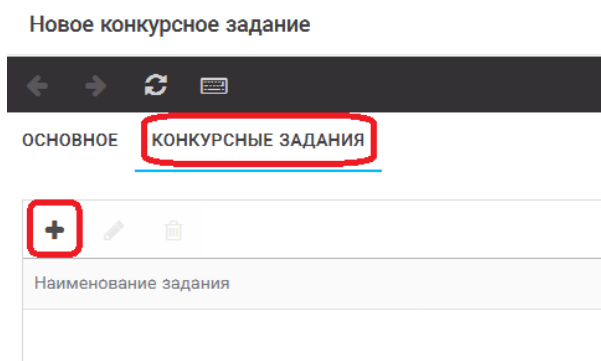 Новое конкурсное задание
ОСНОВНОЕ КОНКУРСНЫЕ ЗАДАНИЯ
Наименование задания